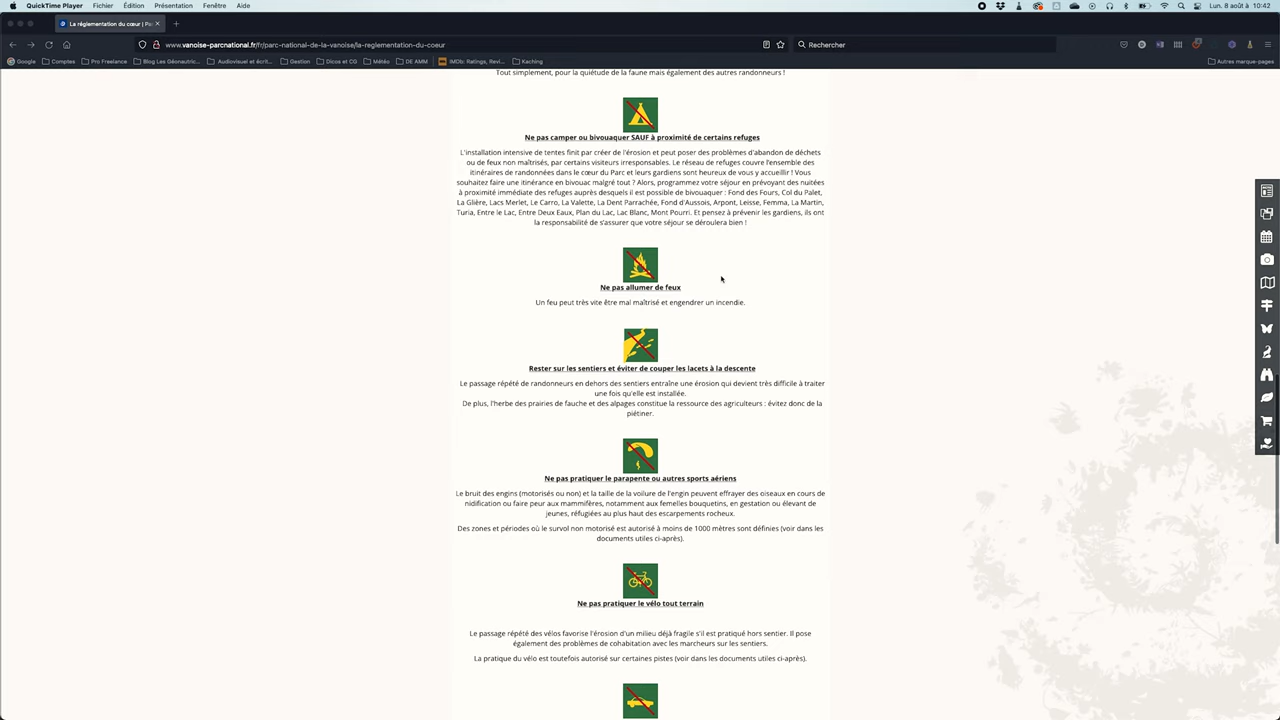 QuickTime Player Fichier Édition Présentation Fenêtre Aide Lun. 8 août à 10:42
La réglementation du cœur | Pa
www.vanoise-parcnational.fr/fr/parc-national-de-la-vanoise/la-reglementation-du-coeur
Rechercher
Google Comptes Pro Freelance Blog Les Géonautric... Audiovisuel et écrit... Gestion Dicos et CG Météo DE AMM IMDb: Ratings, Revi... Kaching Autres marque-pages
Tout simplement, pour la quiétude de la faune mais également des autres randonneurs !
Ne pas camper ou bivouaquer SAUF à proximité de certains refuges
L'installation intensive de tentes finit par créer de l'érosion et peut poser des problèmes d'abandon de déchets
ou de feux non maîtrisés, par certains visiteurs irresponsables. Le réseau de refuges couvre l'ensemble des
itinéraires de randonnées dans le cœur du Parc et leurs gardiens sont heureux de vous y accueillir ! Vous
souhaitez faire une itinérance en bivouac malgré tout ? Alors, programmez votre séjour en prévoyant des nuitées
à proximité immédiate des refuges auprès desquels il est possible de bivouaquer : Fond des Fours, Col du Palet,
La Glière, Lacs Merlet, Le Carro, La Valette, La Dent Parrachée, Fond d'Aussois, Arpont, Leisse, Femma, La Martin,
Turia, Entre le Lac, Entre Deux Eaux, Plan du Lac, Lac Blanc, Mont Pourri. Et pensez à prévenir les gardiens, ils ont
la responsabilité de s'assurer que votre séjour se déroulera bien !
Ne pas allumer de feux
Un feu peut très vite être mal maîtrisé et engendrer un incendie.
Rester sur les sentiers et éviter de couper les lacets à la descente
Le passage répété de randonneurs en dehors des sentiers entraîne une érosion qui devient très difficile à traiter
une fois qu'elle est installée.
De plus, l'herbe des prairies de fauche et des alpages constitue la ressource des agriculteurs : évitez donc de la
piétiner.
Ne pas pratiquer le parapente ou autres sports aériens
Le bruit des engins (motorisés ou non) et la taille de la voilure de l'engin peuvent effrayer des oiseaux en cours de
nidification ou faire peur aux mammifères, notamment aux femelles bouquetins, en gestation ou élevant de
jeunes, réfugiées au plus haut des escarpements rocheux.
Des zones et périodes où le survol non motorisé est autorisé à moins de 1000 mètres sont définies (voir dans les
documents utiles ci-après).
Ne pas pratiquer le vélo tout terrain
Le passage répété des vélos favorise l'érosion d'un milieu déjà fragile s'il est pratiqué hors sentier. Il pose
également des problèmes de cohabitation avec les marcheurs sur les sentiers.
La pratique du vélo est toutefois autorisé sur certaines pistes (voir dans les documents utiles ci-après).